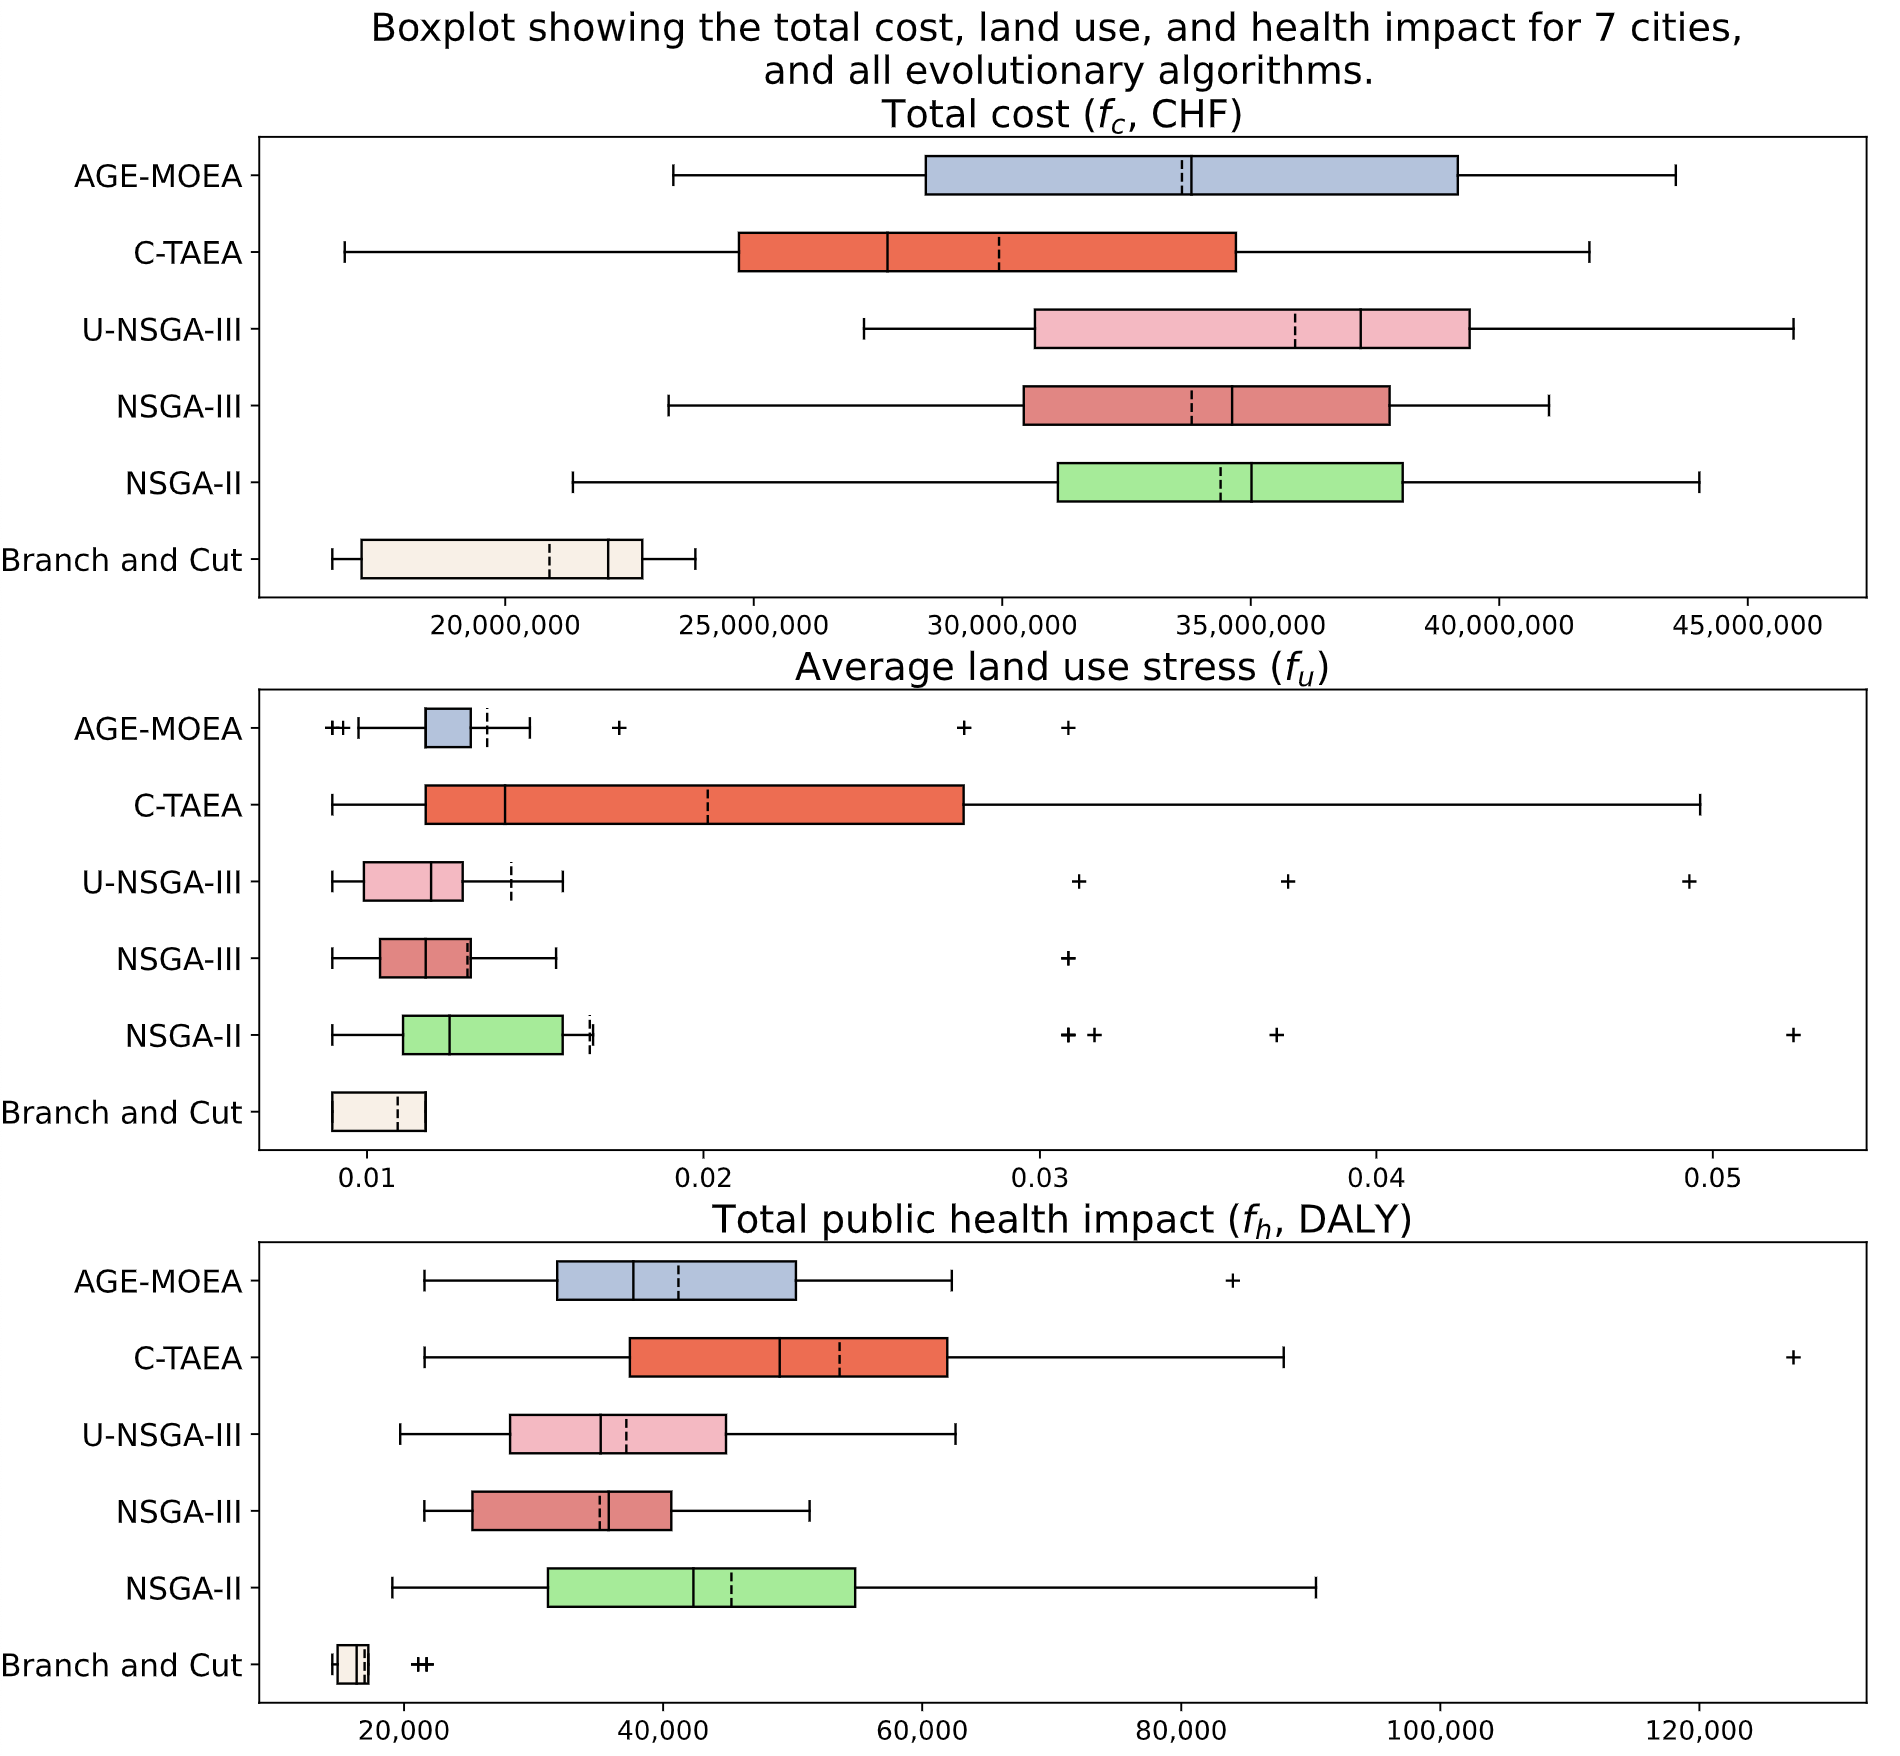 Boxplot showing the total cost, land use, and health impact for 7 cities,
and all evolutionary algorithms.
Total cost (f_c, CHF)
AGE-MOEA
C-TAEA
U-NSGA-III
NSGA-III
NSGA-II
Branch and Cut
20,000,000 25,000,000 30,000,000 35,000,000 40,000,000 45,000,000
Average land use stress (f_u)
AGE-MOEA
C-TAEA
U-NSGA-III
NSGA-III
NSGA-II
Branch and Cut
0.01 0.02 0.03 0.04 0.05
Total public health impact (f_h, DALY)
AGE-MOEA
C-TAEA
U-NSGA-III
NSGA-III
NSGA-II
Branch and Cut
20,000 40,000 60,000 80,000 100,000 120,000